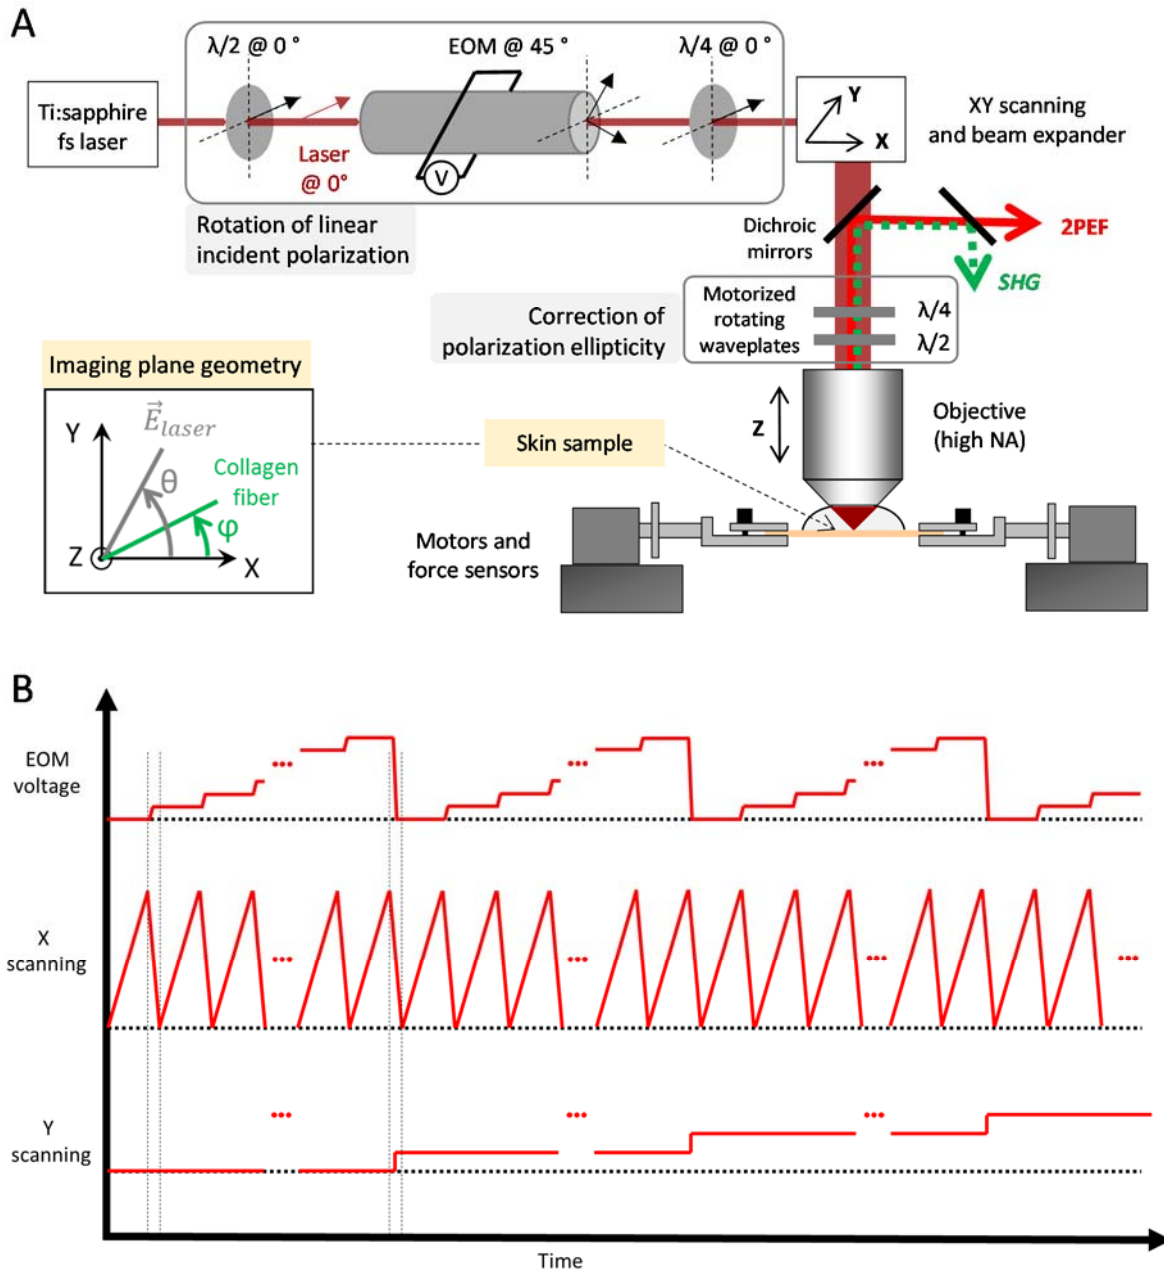 A
λ/2 @ 0 °
EOM @ 45 °
λ/4 @ 0°
Ti:sapphire
fs laser
Laser
@ 0°
V
Y
X
XY scanning
and beam expander
Rotation of linear
incident polarization
Dichroic
mirrors
2PEF
SHG
Correction of
polarization ellipticity
Motorized
rotating
waveplates
λ/4
λ/2
Imaging plane geometry
Y
E⃗laser
θ
Collagen
fiber
φ
Z
X
Skin sample
Z
Objective
(high NA)
Motors and
force sensors
B
EOM
voltage
X
scanning
Y
scanning
Time